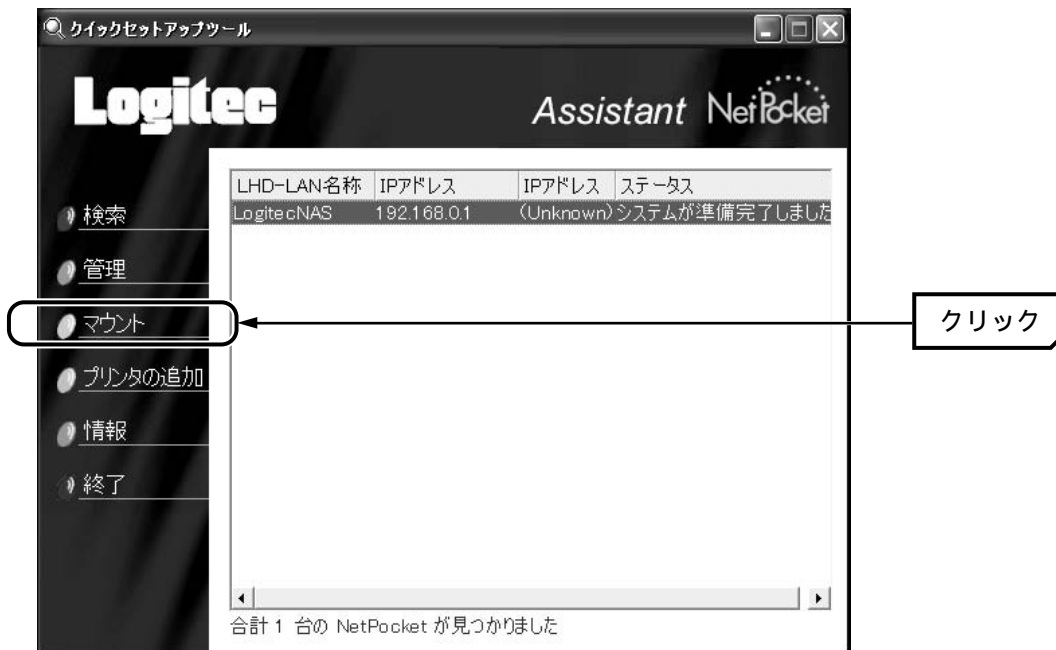 クイックセットアップツール
Logitec
Assistant NetPocket
LHD-LAN名称 IPアドレス IPアドレス ステータス
LogitecNAS 192.168.0.1 (Unknown) システムが準備完了しました
検索
管理
マウント
クリック
プリンタの追加
情報
終了
合計 1 台の NetPocket が見つかりました